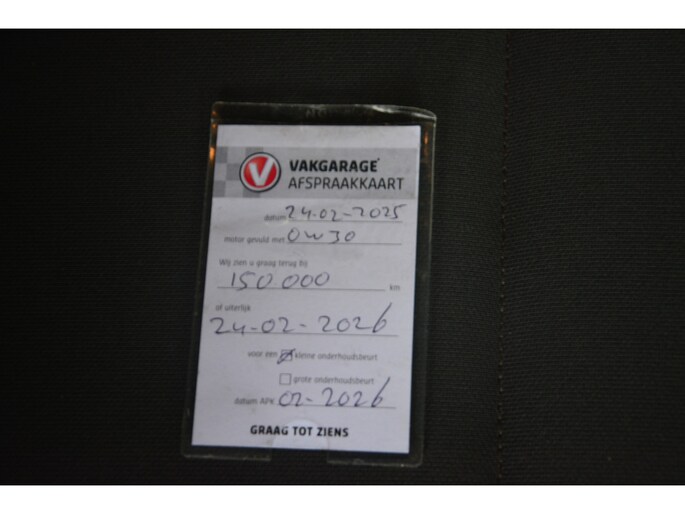 V VAKGARAGE
AFSPRAAKKAART
datum 24-02-2025
motor gevuld met 0W30
Wij zien u graag terug bij
150 000 km
of uiterlijk
24-02-2026
voor een kleine onderhoudsbeurt
grote onderhoudsbeurt
datum APK 02-2026
GRAAG TOT ZIENS